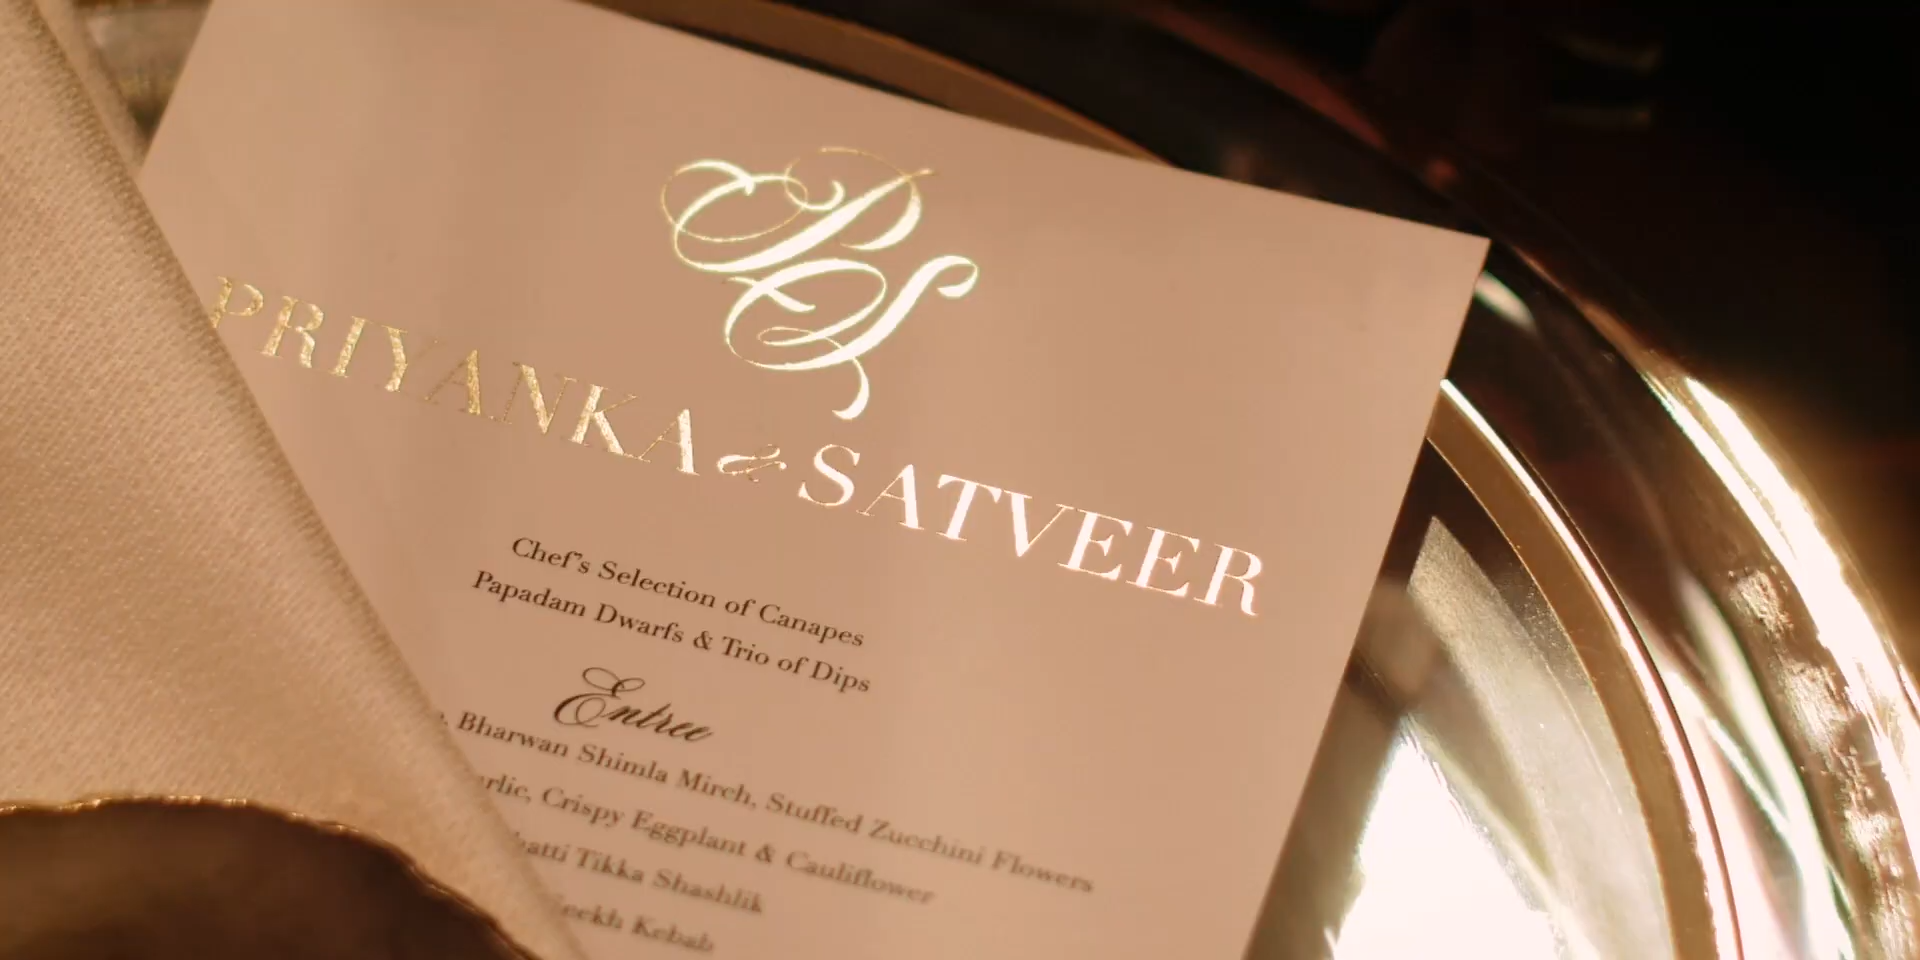 PS
PRIYANKA & SATVEER
Chef's Selection of Canapes
Papadam Dwarfs & Trio of Dips
Entree
Bharwan Shimla Mirch, Stuffed Zucchini Flowers
Crispy Eggplant & Cauliflower
Tikka Shashlik
Kebab